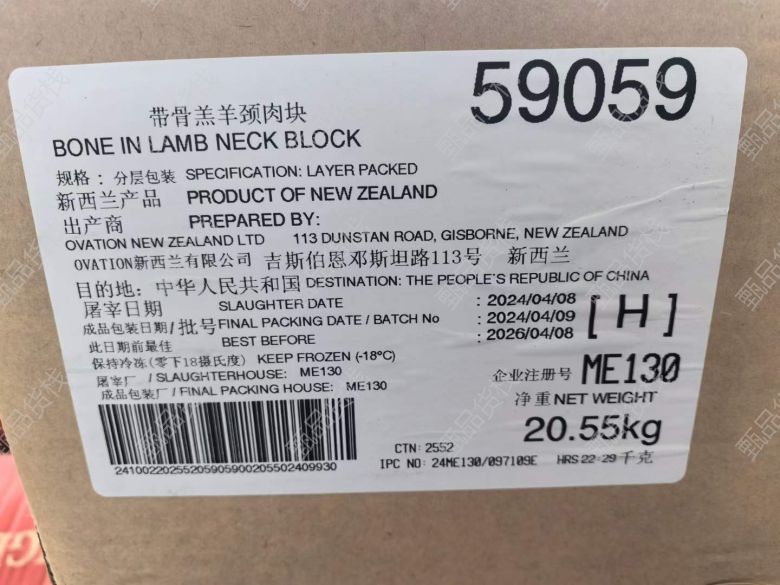 59059
带骨羔羊颈肉块
BONE IN LAMB NECK BLOCK
规格：分层包装 SPECIFICATION: LAYER PACKED
新西兰产品 PRODUCT OF NEW ZEALAND
出产商 PREPARED BY:
OVATION NEW ZEALAND LTD 113 DUNSTAN ROAD, GISBORNE, NEW ZEALAND
OVATION新西兰有限公司 吉斯伯恩邓斯坦路113号 新西兰
目的地：中华人民共和国 DESTINATION: THE PEOPLE'S REPUBLIC OF CHINA
屠宰日期 SLAUGHTER DATE : 2024/04/08
成品包装日期/批号 FINAL PACKING DATE / BATCH No : 2024/04/09 [ H ]
此日期前最佳 BEST BEFORE : 2026/04/08
保持冷冻(零下18摄氏度) KEEP FROZEN (-18°C)
屠宰厂 / SLAUGHTERHOUSE: ME130 企业注册号 ME130
成品包装厂 / FINAL PACKING HOUSE: ME130 净重 NET WEIGHT
20.55kg
CTN: 2552
24100220255205905900205502409930 IPC NO: 24ME130/097109E HRS 22-29 千克
甄品货栈